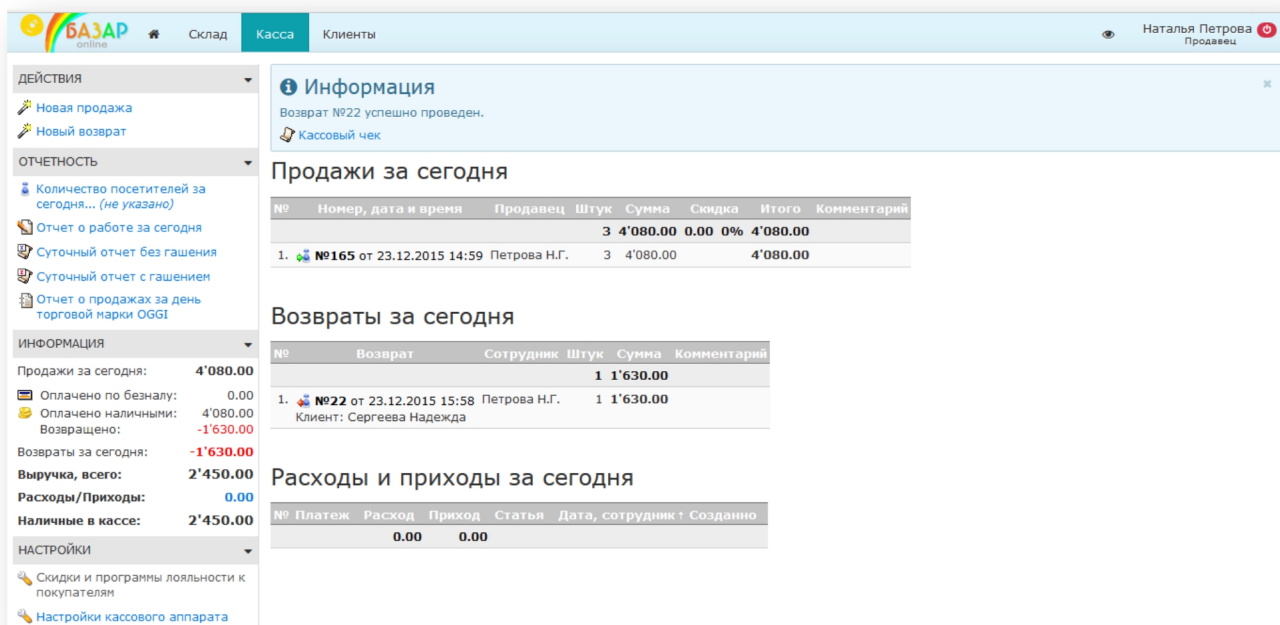 БАЗАР
online
Склад
Касса
Клиенты
Наталья Петрова
Продавец
ДЕЙСТВИЯ
Новая продажа
Новый возврат
ОТЧЕТНОСТЬ
Количество посетителей за
сегодня... (не указано)
Отчет о работе за сегодня
Суточный отчет без гашения
Суточный отчет с гашением
Отчет о продажах за день
торговой марки OGGI
ИНФОРМАЦИЯ
Продажи за сегодня: 4'080.00
Оплачено по безналу: 0.00
Оплачено наличными: 4'080.00
Возвращено: -1'630.00
Возвраты за сегодня: -1'630.00
Выручка, всего: 2'450.00
Расходы/Приходы: 0.00
Наличные в кассе: 2'450.00
НАСТРОЙКИ
Скидки и программы лояльности к
покупателям
Настройки кассового аппарата
Информация
Возврат №22 успешно проведен.
Кассовый чек
Продажи за сегодня
№ Номер, дата и время Продавец Штук Сумма Скидка Итого Комментарий
3 4'080.00 0.00 0% 4'080.00
1. №165 от 23.12.2015 14:59 Петрова Н.Г. 3 4'080.00 4'080.00
Возвраты за сегодня
№ Возврат Сотрудник Штук Сумма Комментарий
1 1'630.00
1. №22 от 23.12.2015 15:58 Петрова Н.Г. 1 1'630.00
Клиент: Сергеева Надежда
Расходы и приходы за сегодня
№ Платеж Расход Приход Статья Дата, сотрудник ↑ Созданно
0.00 0.00